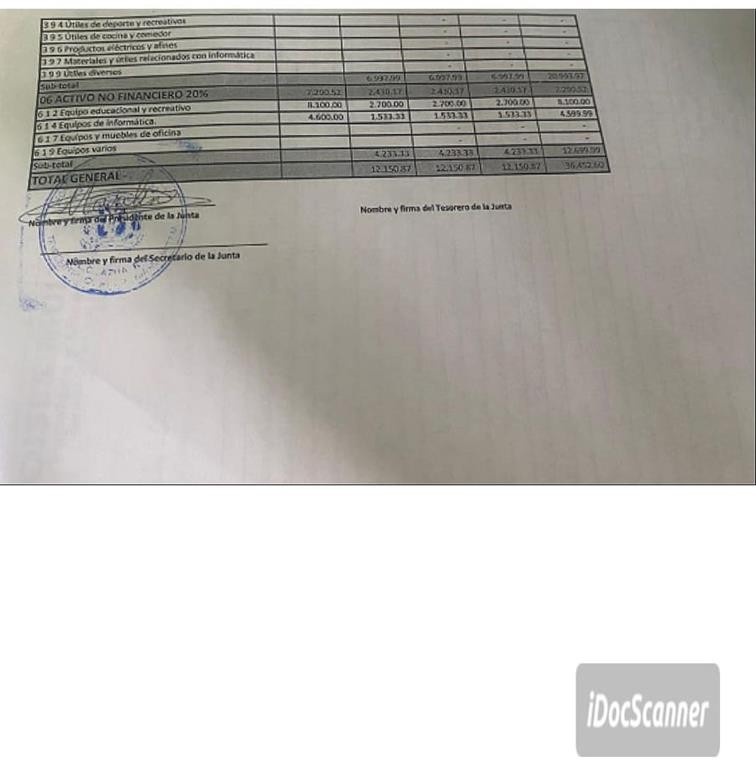 3 9 4 Útiles de deporte y recreativos - - - -
3 9 5 Útiles de cocina y comedor - - - -
3 9 6 Productos eléctricos y afines - - - -
3 9 7 Materiales y útiles relacionados con informática - - - -
3 9 9 Útiles diversos - - - -
Sub-total 6.997.99 6.997.99 6.997.99 20.993.97
06 ACTIVO NO FINANCIERO 20% 7.290.52 2.430.17 2.430.17 2.430.17 7.290.52
6 1 2 Equipo educacional y recreativo 8.100.00 2.700.00 2.700.00 2.700.00 8.100.00
6 1 4 Equipos de informática. 4.600.00 1.533.33 1.533.33 1.533.33 4.599.99
6 1 7 Equipos y muebles de oficina - - -
6 1 9 Equipos varios - - -
Sub-total 4.233.33 4.233.33 4.233.33 12.699.99
TOTAL GENERAL - 12.150.87 12.150.87 12.150.87 36.452.60
Nombre y firma del Presidente de la Junta
Nombre y firma del Tesorero de la Junta
Nombre y firma del Secretario de la Junta
iDocScanner